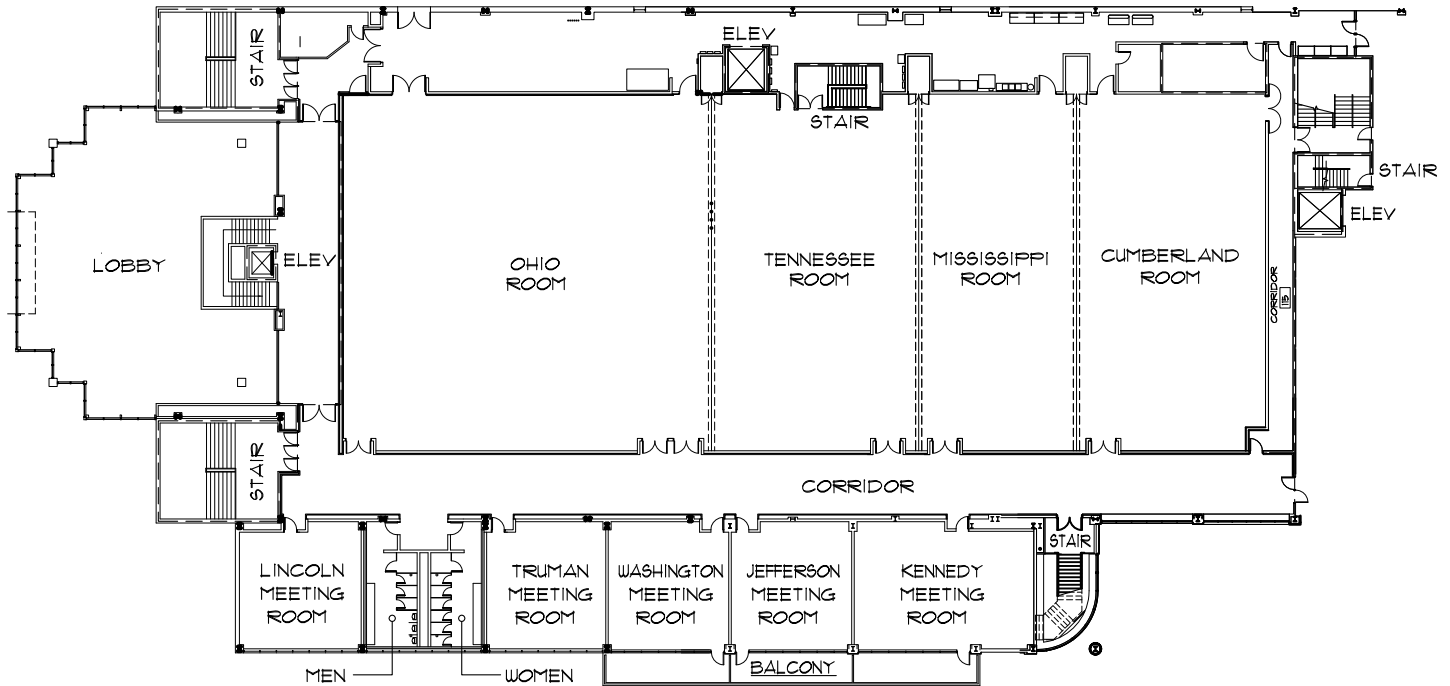 ELEV
STAIR
STAIR
STAIR
ELEV
LOBBY
ELEV
OHIO
ROOM
TENNESSEE
ROOM
MISSISSIPPI
ROOM
CUMBERLAND
ROOM
CORRIDOR
113
STAIR
CORRIDOR
STAIR
LINCOLN
MEETING
ROOM
TRUMAN
MEETING
ROOM
WASHINGTON
MEETING
ROOM
JEFFERSON
MEETING
ROOM
KENNEDY
MEETING
ROOM
BALCONY
MEN
WOMEN